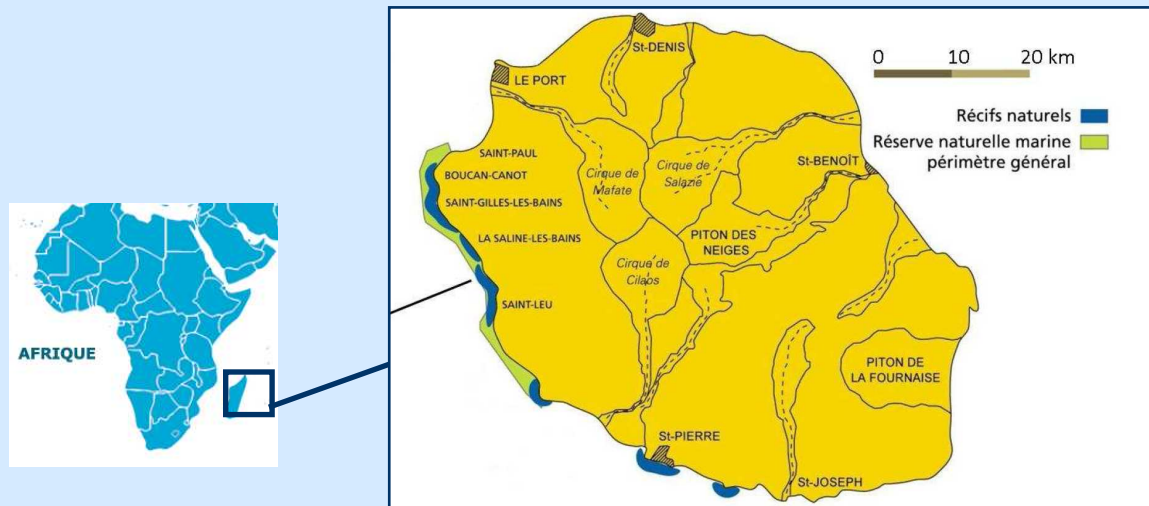 St-DENIS
0 10 20 km
LE PORT
Récifs naturels
Réserve naturelle marine
périmètre général
SAINT-PAUL
BOUCAN-CANOT
Cirque de
Mafate
Cirque de
Salazie
St-BENOÎT
SAINT-GILLES-LES-BAINS
LA SALINE-LES-BAINS
PITON DES
NEIGES
Cirque de
Cilaos
SAINT-LEU
AFRIQUE
PITON DE
LA FOURNAISE
St-PIERRE
St-JOSEPH